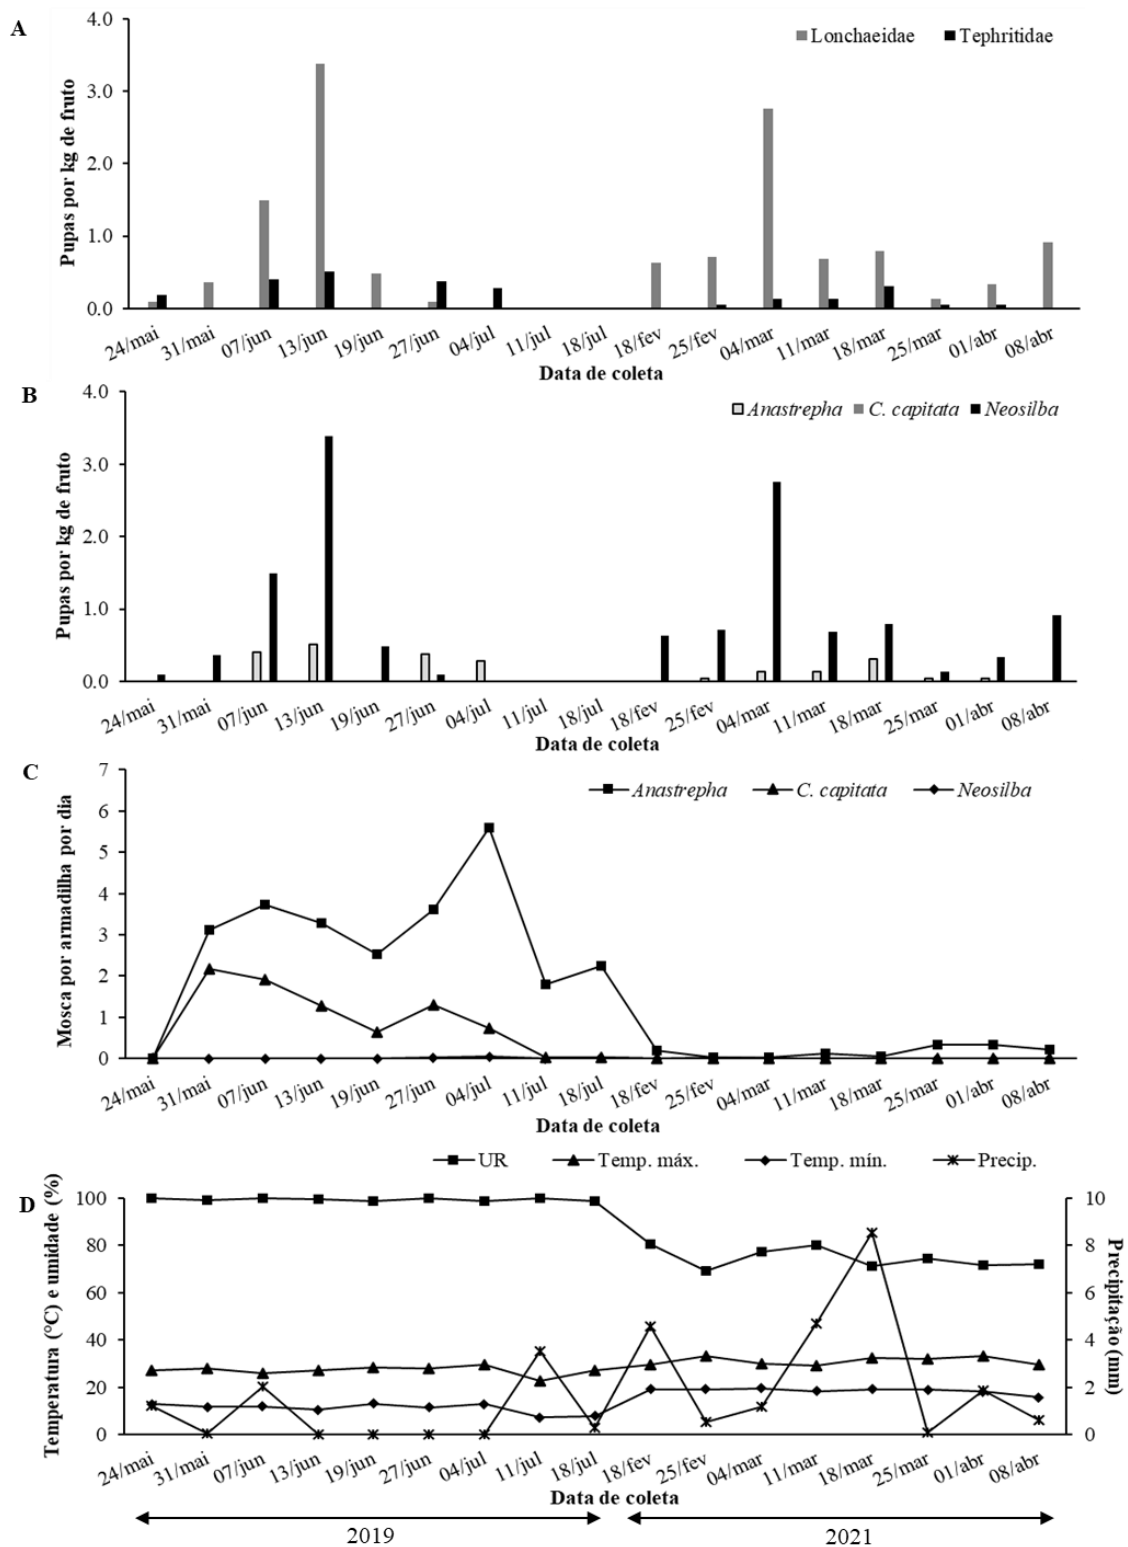 A
Lonchaeidae Tephritidae
Pupas por kg de fruto
4.0
3.0
2.0
1.0
0.0
24/mai 31/mai 07/jun 13/jun 19/jun 27/jun 04/jul 11/jul 18/jul 18/fev 25/fev 04/mar 11/mar 18/mar 25/mar 01/abr 08/abr
Data de coleta
B
Anastrepha C. capitata Neosilba
Pupas por kg de fruto
4.0
3.0
2.0
1.0
0.0
24/mai 31/mai 07/jun 13/jun 19/jun 27/jun 04/jul 11/jul 18/jul 18/fev 25/fev 04/mar 11/mar 18/mar 25/mar 01/abr 08/abr
Data de coleta
C
Anastrepha C. capitata Neosilba
Mosca por armadilha por dia
7
6
5
4
3
2
1
0
24/mai 31/mai 07/jun 13/jun 19/jun 27/jun 04/jul 11/jul 18/jul 18/fev 25/fev 04/mar 11/mar 18/mar 25/mar 01/abr 08/abr
Data de coleta
UR Temp. máx. Temp. mín. Precip.
D
Temperatura (°C) e umidade (%)
100
80
60
40
20
0
10
8
6
4
2
0
Precipitação (mm)
24/mai 31/mai 07/jun 13/jun 19/jun 27/jun 04/jul 11/jul 18/jul 18/fev 25/fev 04/mar 11/mar 18/mar 25/mar 01/abr 08/abr
Data de coleta
2019 2021